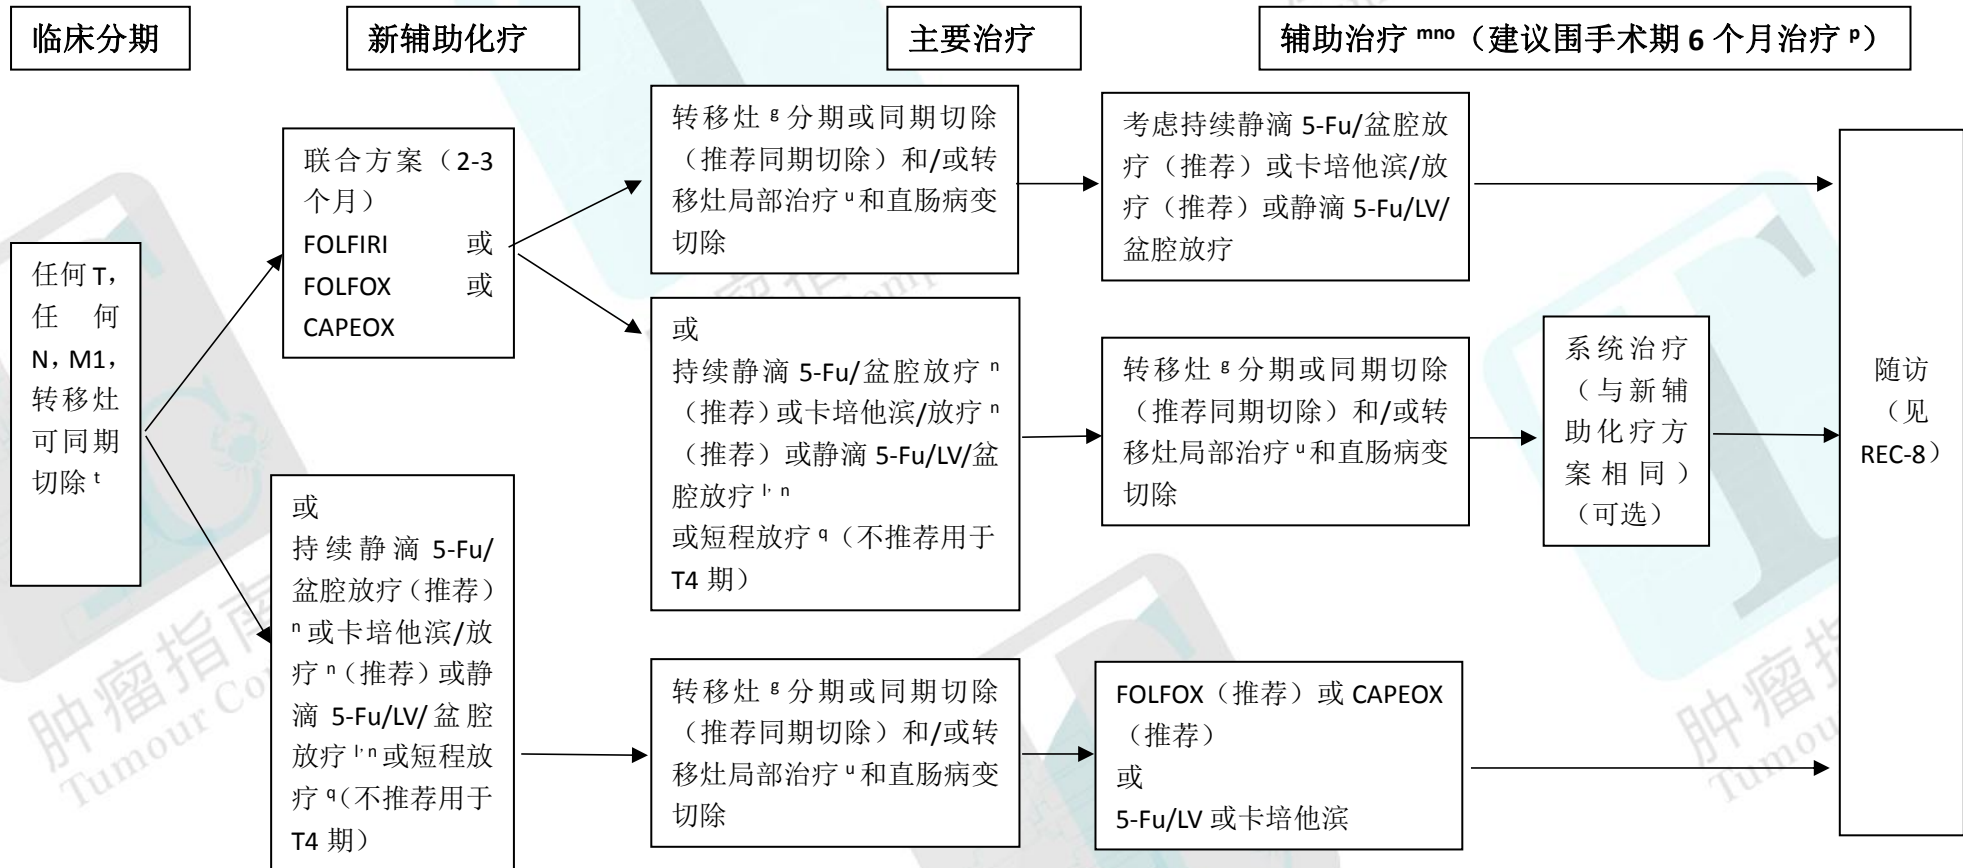 临床分期
新辅助化疗
主要治疗
辅助治疗 mno（建议围手术期 6 个月治疗 p）
任何 T，
任 何
N，M1，
转移灶
可同期
切除 t
联合方案（2-3
个月）
FOLFIRI 或
FOLFOX 或
CAPEOX
或
持续静滴 5-Fu/
盆腔放疗（推荐）
n 或卡培他滨/放
疗 n（推荐）或静
滴 5-Fu/LV/盆腔
放疗 l, n 或短程放
疗 q（不推荐用于
T4 期）
转移灶 g 分期或同期切除
（推荐同期切除）和/或转
移灶局部治疗 u 和直肠病变
切除
或
持续静滴 5-Fu/盆腔放疗 n
（推荐）或卡培他滨/放疗 n
（推荐）或静滴 5-Fu/LV/盆
腔放疗 l, n
或短程放疗 q（不推荐用于
T4 期）
转移灶 g 分期或同期切除
（推荐同期切除）和/或转
移灶局部治疗 u 和直肠病变
切除
考虑持续静滴 5-Fu/盆腔放
疗（推荐）或卡培他滨/放
疗（推荐）或静滴 5-Fu/LV/
盆腔放疗
转移灶 g 分期或同期切除
（推荐同期切除）和/或转
移灶局部治疗 u 和直肠病变
切除
系统治疗
（与新辅
助化疗方
案相同）
（可选）
FOLFOX（推荐）或 CAPEOX
（推荐）
或
5-Fu/LV 或卡培他滨
随访
（见
REC-8）
肿瘤指南
Tumour Co
肿瘤指
Tumou